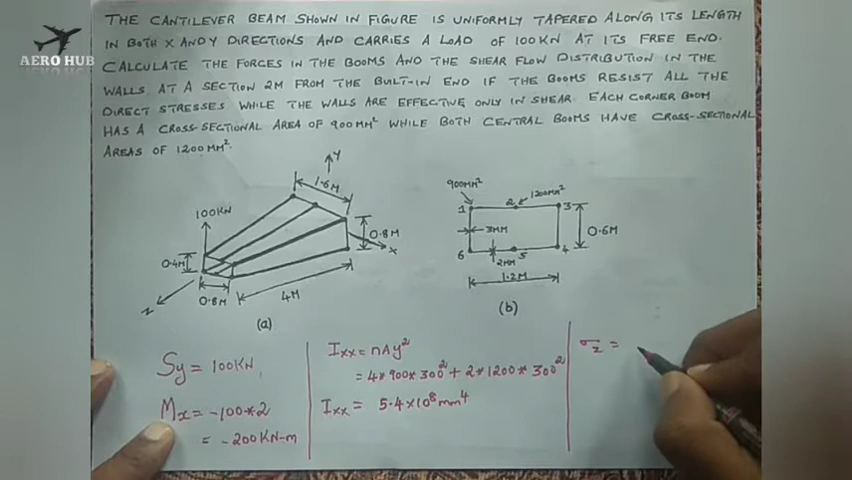 AERO HUB
THE CANTILEVER BEAM SHOWN IN FIGURE IS UNIFORMLY TAPERED ALONG ITS LENGTH
IN BOTH X AND Y DIRECTIONS AND CARRIES A LOAD OF 100KN AT ITS FREE END.
CALCULATE THE FORCES IN THE BOOMS AND THE SHEAR FLOW DISTRIBUTION IN THE
WALLS AT A SECTION 2M FROM THE BUILT-IN END IF THE BOOMS RESIST ALL THE
DIRECT STRESSES WHILE THE WALLS ARE EFFECTIVE ONLY IN SHEAR. EACH CORNER BOOM
HAS A CROSS-SECTIONAL AREA OF 900MM² WHILE BOTH CENTRAL BOOMS HAVE CROSS-SECTIONAL
AREAS OF 1200MM².
Y
1.6M
100KN
0.8M
X
0.4M
0.8M
4M
Z
(a)
900MM²
1200MM²
1 2 3
3MM
0.6M
6 5 4
2MM
1.2M
(b)
Sy = 100KN.
Mx = -100*2
= -200KN-m
Ixx = nAy²
= 4*900*300² + 2*1200*300²
Ixx = 5.4×10⁸mm⁴
σz =